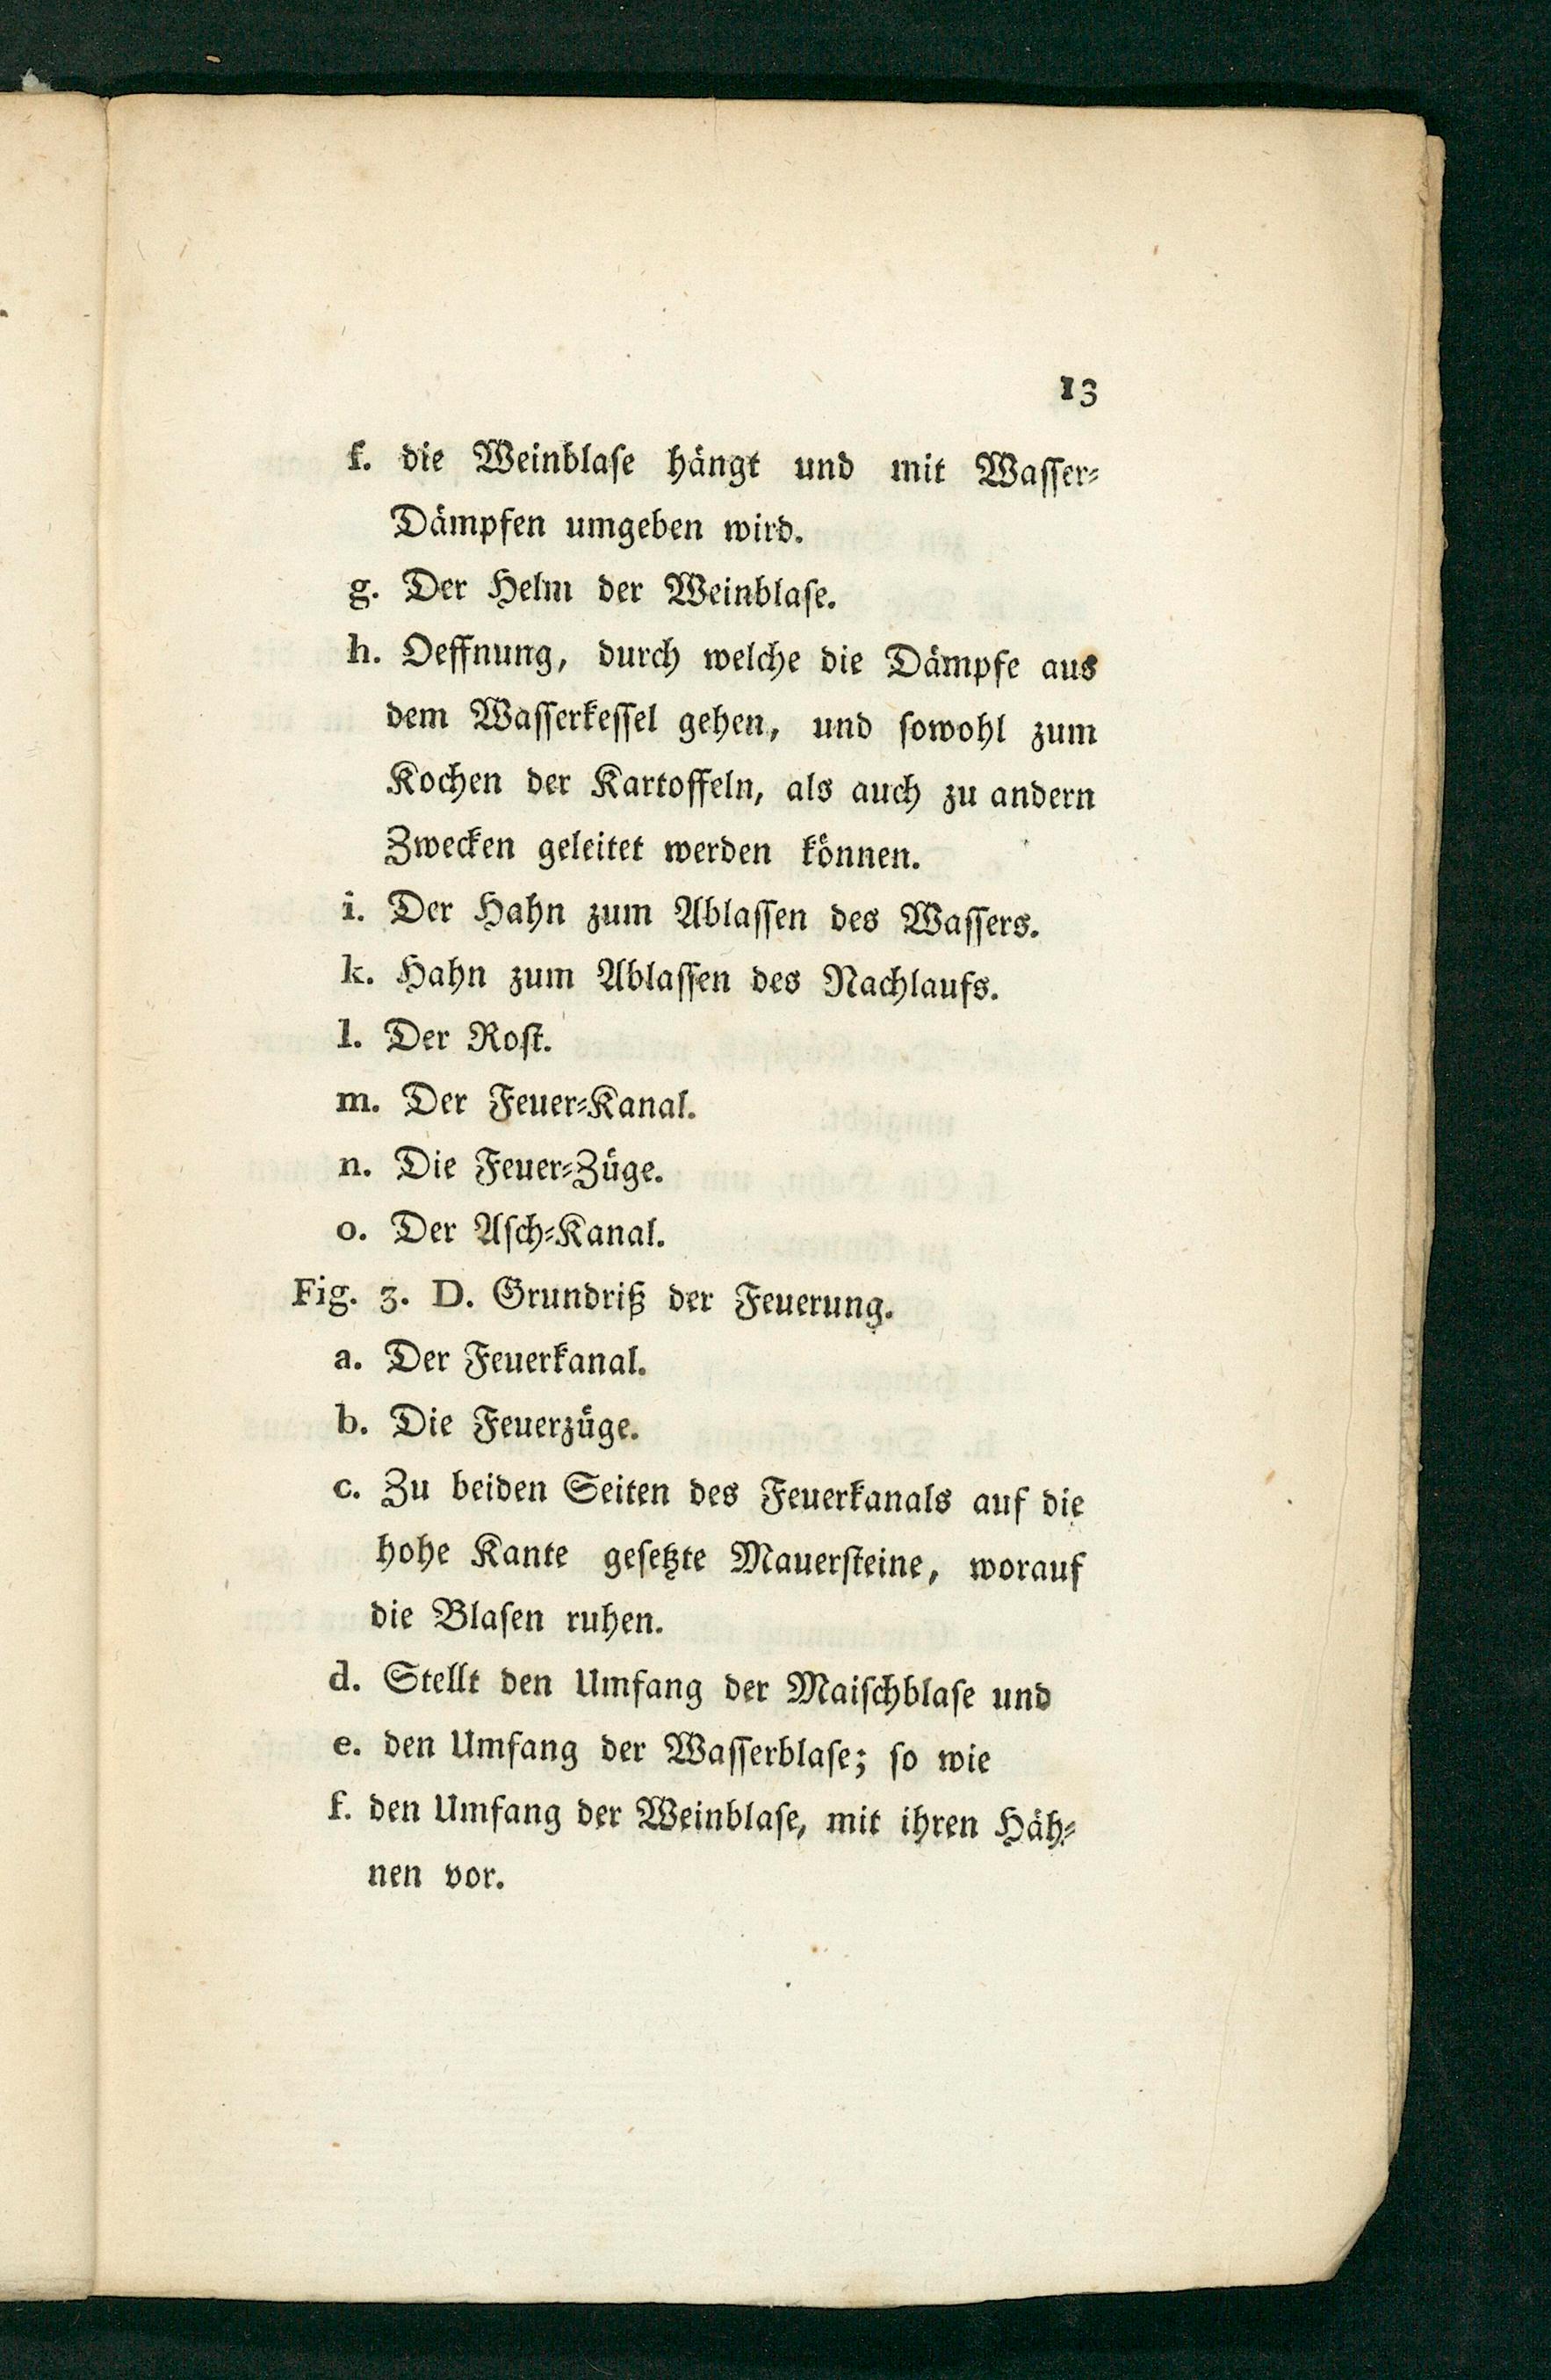 13
f. die Weinblaſe hängt und mit Waſſer⸗
Dämpfen umgeben wird.
g. Der Helm der Weinblaſe.
h. Oeffnung, durch welche die Dämpfe aus
dem Waſſerkeſſel gehen, und ſowohl zum
Kochen der Kartoffeln, als auch zu andern
Zwecken geleitet werden können.
i. Der Hahn zum Ablaſſen des Waſſers.
k. Hahn zum Ablaſſen des Nachlaufs.
l. Der Roſt.
m. Der Feuer⸗Kanal.
n. Die Feuer⸗Züge.
o. Der Aſch⸗Kanal.
Fig. 3. D. Grundriß der Feuerung.
a. Der Feuerkanal.
b. Die Feuerzüge.
c. Zu beiden Seiten des Feuerkanals auf die
hohe Kante geſetzte Mauerſteine, worauf
die Blaſen ruhen.
d. Stellt den Umfang der Maiſchblaſe und
e. den Umfang der Waſſerblaſe; ſo wie
f. den Umfang der Weinblaſe, mit ihren Häh⸗
nen vor.